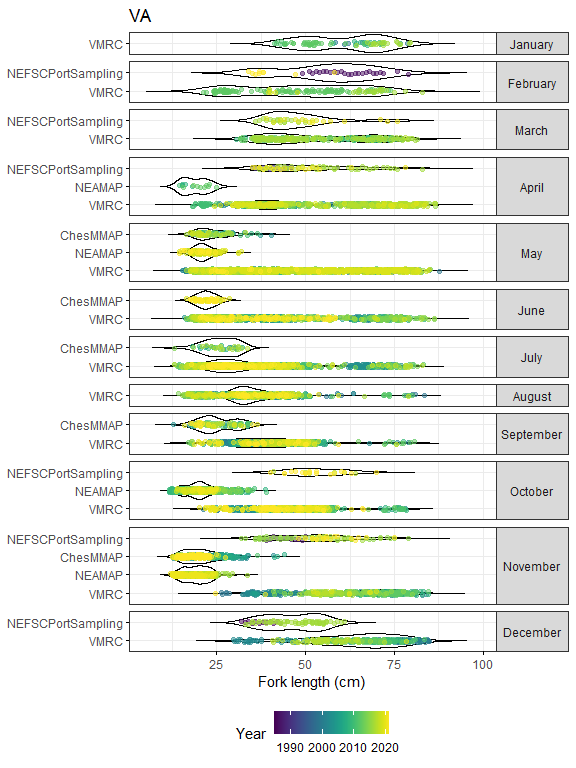 VA
VMRC January
NEFSCPortSampling
VMRC
February
NEFSCPortSampling
VMRC
March
NEFSCPortSampling
NEAMAP
VMRC
April
ChesMMAP
NEAMAP
VMRC
May
ChesMMAP
VMRC
June
ChesMMAP
VMRC
July
VMRC August
ChesMMAP
VMRC
September
NEFSCPortSampling
NEAMAP
VMRC
October
NEFSCPortSampling
ChesMMAP
NEAMAP
VMRC
November
NEFSCPortSampling
VMRC
December
25 50 75 100
Fork length (cm)
Year
1990 2000 2010 2020